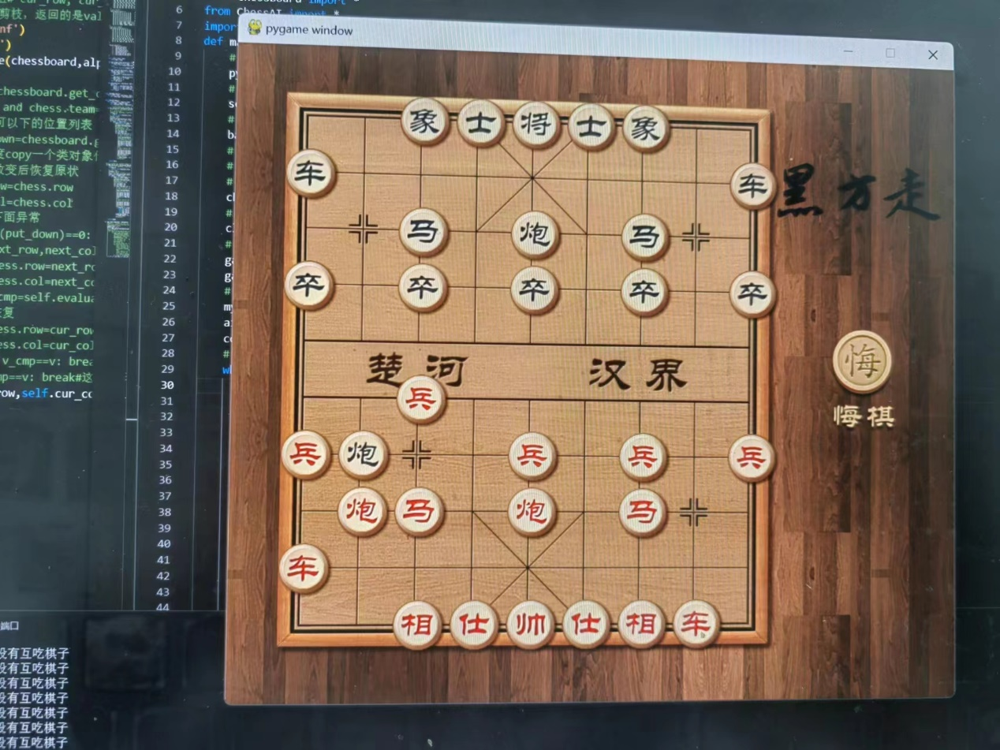 剪枝，返回的是val
nf')
')
e(chessboard,alp
chessboard.get_c
and chess.team=
可以下的位置列表
own=chessboard.g
度copy一个类对象
改变后恢复原状
w=chess.row
l=chess.col
下面异常
(put_down)==0:
xt_row,next_col
ess.row=next_ro
ess.col=next_co
cmp=self.evalua
恢复
ess.row=cur_row
ess.col=cur_col
v_cmp==v: brea
mp==v: break#这
row,self.cur_co
6 from ChessAI import *
7 impor
8 def m
9 #
10 py
11 #
12 sc
13 #
14 ba
15 #
16 #
17 #
18 ch
19 #
20 cl
21 #
22 ga
23 ga
24 #
25 my
26 a
27 co
28 #
29 wh
30
31
32
33
34
35
36
37
38
39
40
41
42
43
44
pygame window
象 士 将 士 象
车 车
黑方走
马 炮 马
卒 卒 卒 卒 卒
楚河 汉界
悔
悔棋
兵
兵 炮 兵 兵 兵
炮 马 炮 马
车
相 仕 帅 仕 相 车
端口
没有互吃棋子
没有互吃棋子
没有互吃棋子
没有互吃棋子
没有互吃棋子
没有互吃棋子
没有互吃棋子